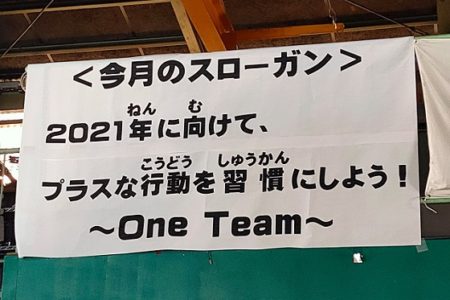 ＜今月のスローガン＞
ねん む
2021年に向けて、
こうどう しゅうかん
プラスな行動を習慣にしよう！
～One Team～